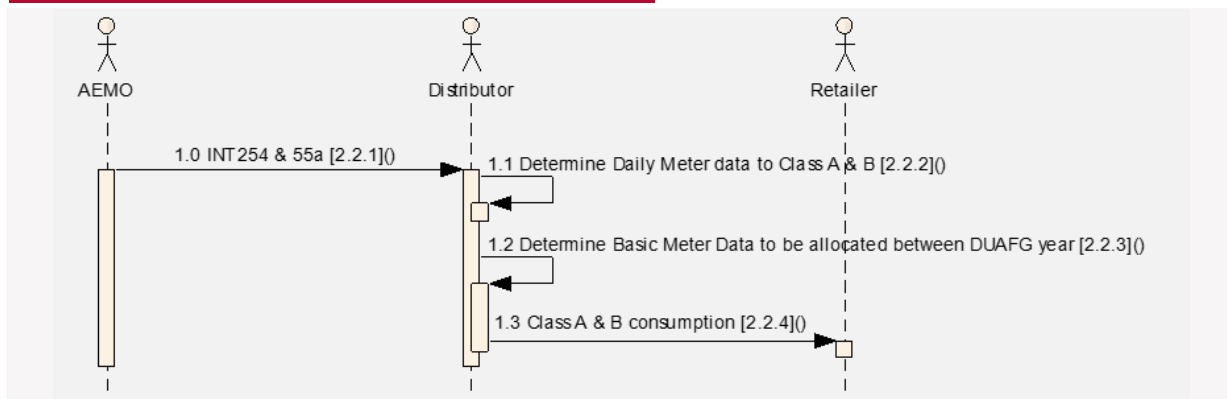 AEMO
Distributor
Retailer
1.0 INT254 & 55a [2.2.1]()
1.1 Determine Daily Meter data to Class A & B [2.2.2]()
1.2 Determine Basic Meter Data to be allocated between DUAFG year [2.2.3]()
1.3 Class A & B consumption [2.2.4]()